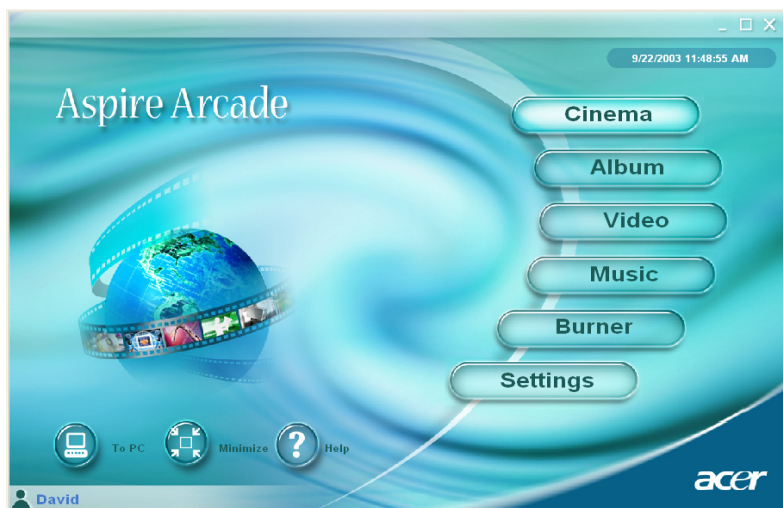 9/22/2003 11:48:55 AM
Aspire Arcade
Cinema
Album
Video
Music
Burner
Settings
To PC
Minimize
?
Help
acer
David